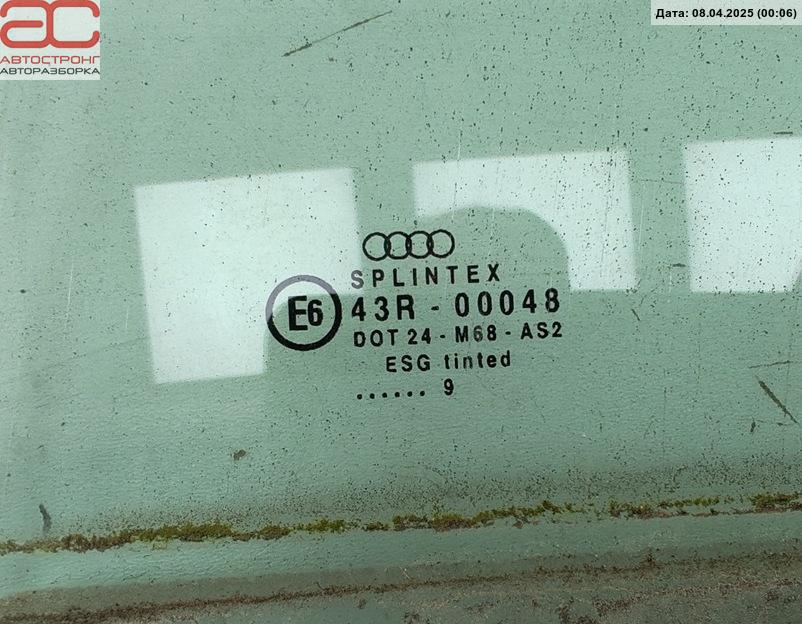 AC
АВТОСТРОНГ
АВТОРАЗБОРКА
Дата: 08.04.2025 (00:06)
SPLINTEX
E6 43R - 00048
DOT 24 - M68 - AS2
ESG tinted
...... 9